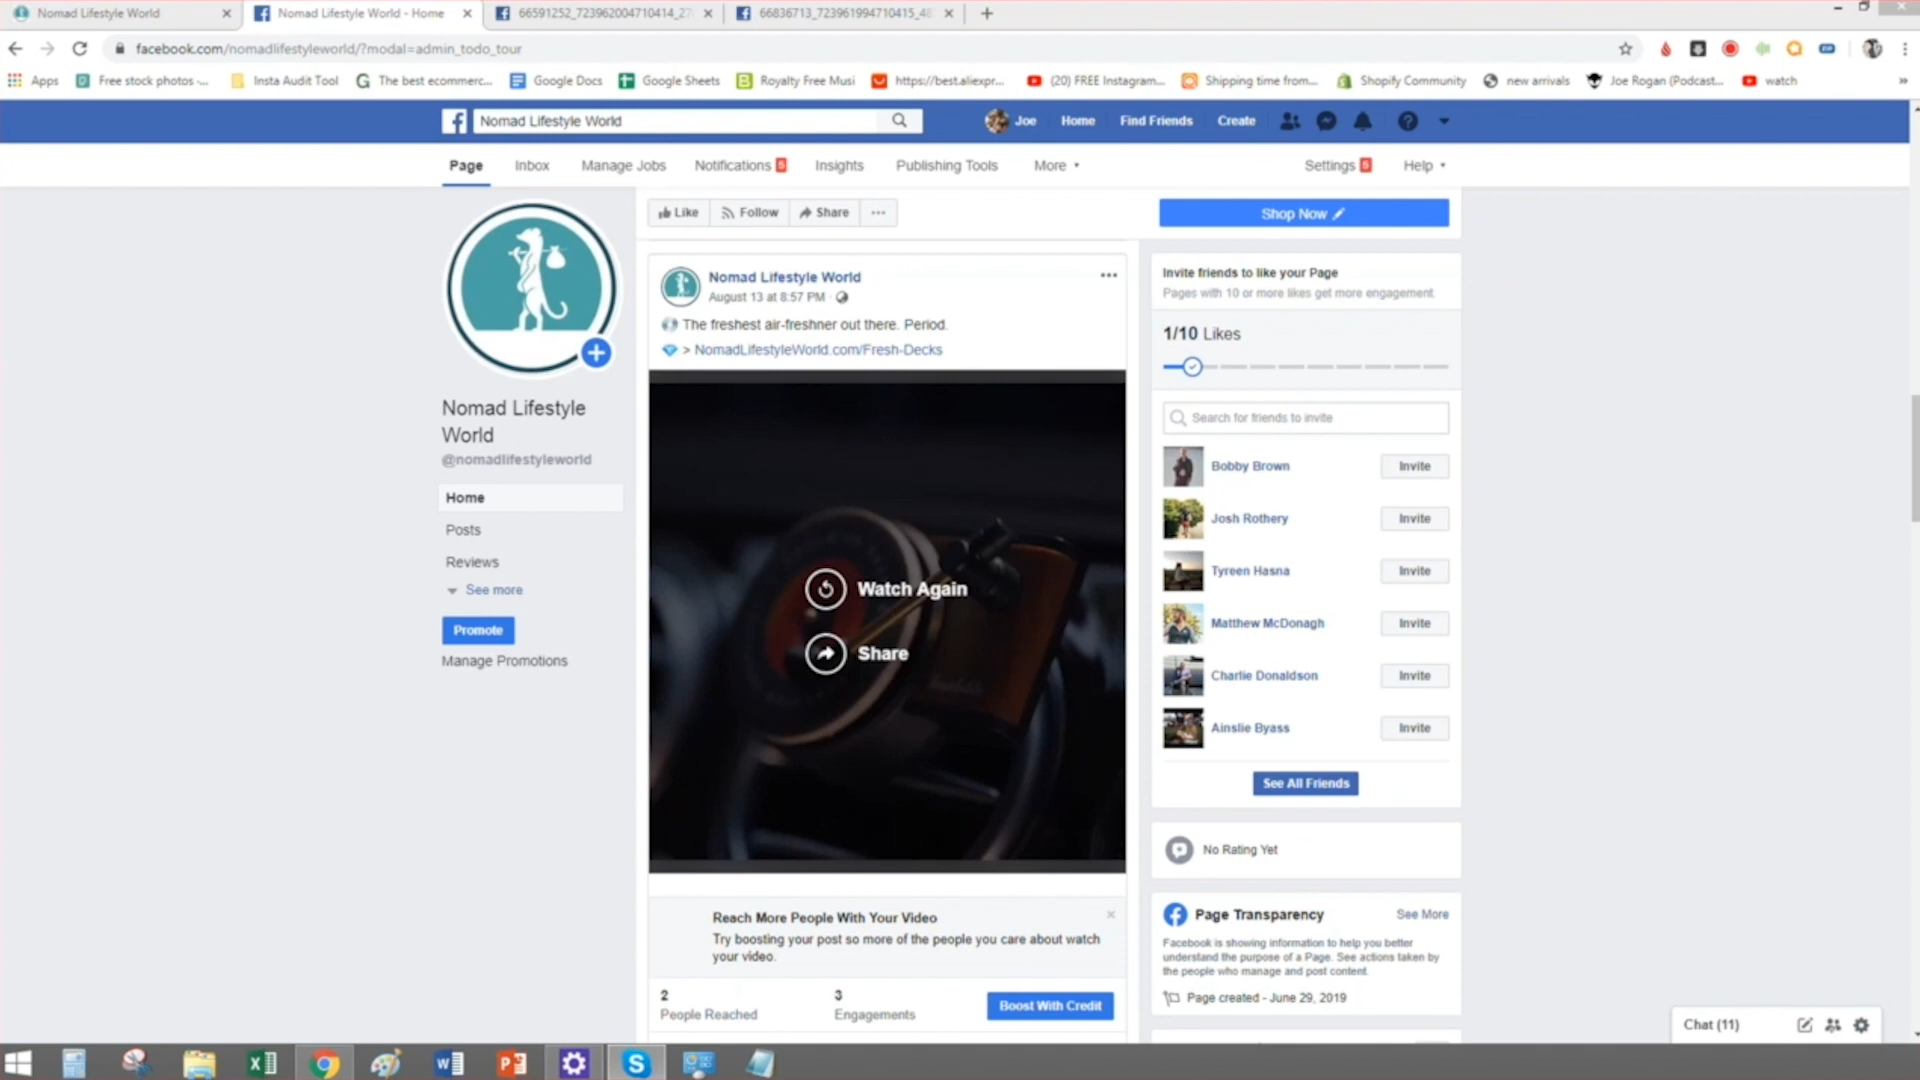 Nomad Lifestyle World
Nomad Lifestyle World - Home
66591252_723962004710414_27
66836713_723961994710415_48
facebook.com/nomadlifestyleworld/?modal=admin_todo_tour
Apps
Free stock photos -...
Insta Audit Tool
The best ecommerc...
Google Docs
Google Sheets
Royalty Free Musi
https://best.aliexpr...
(20) FREE Instagram...
Shipping time from...
Shopify Community
new arrivals
Joe Rogan (Podcast...
watch
Nomad Lifestyle World
Joe
Home
Find Friends
Create
Page
Inbox
Manage Jobs
Notifications 5
Insights
Publishing Tools
More
Settings 5
Help
Like
Follow
Share
Shop Now
Nomad Lifestyle World
August 13 at 8:57 PM
The freshest air-freshner out there. Period.
> NomadLifestyleWorld.com/Fresh-Decks
Watch Again
Share
Reach More People With Your Video
Try boosting your post so more of the people you care about watch
your video.
2
People Reached
3
Engagements
Boost With Credit
Nomad Lifestyle
World
@nomadlifestyleworld
Home
Posts
Reviews
See more
Promote
Manage Promotions
Invite friends to like your Page
Pages with 10 or more likes get more engagement.
1/10 Likes
Search for friends to invite
Bobby Brown
Invite
Josh Rothery
Invite
Tyreen Hasna
Invite
Matthew McDonagh
Invite
Charlie Donaldson
Invite
Ainslie Byass
Invite
See All Friends
No Rating Yet
Page Transparency
See More
Facebook is showing information to help you better
understand the purpose of a Page. See actions taken by
the people who manage and post content.
Page created - June 29, 2019
Chat (11)